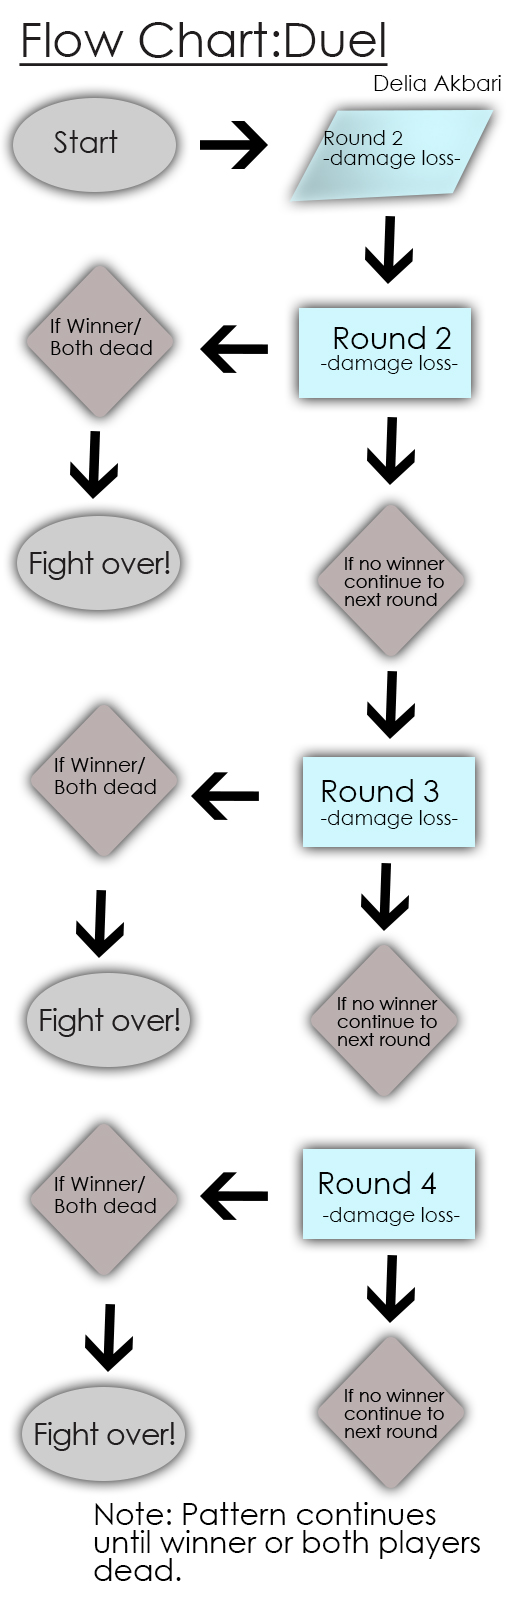 Flow Chart:Duel
Delia Akbari
Start
Round 2
-damage loss-
If Winner/
Both dead
Round 2
-damage loss-
Fight over!
If no winner
continue to
next round
If Winner/
Both dead
Round 3
-damage loss-
Fight over!
If no winner
continue to
next round
If Winner/
Both dead
Round 4
-damage loss-
Fight over!
If no winner
continue to
next round
Note: Pattern continues
until winner or both players
dead.